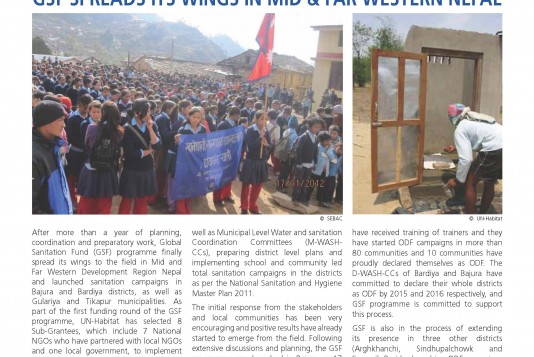 GSF SPREADS ITS WINGS IN MID & FAR WESTERN NEPAL
17/01/2012
© SEBAC
© UN-Habitat
After more than a year of planning,
coordination and preparatory work, Global
Sanitation Fund (GSF) programme finally
spread its wings to the field in Mid and
Far Western Development Region Nepal
and launched sanitation campaigns in
Bajura and Bardiya districts, as well as
Gulariya and Tikapur municipalities. As
part of the first funding round of the GSF
programme, UN-Habitat has selected 8
Sub-Grantees, which include 7 National
NGOs who have partnered with local NGOs
and one local government, to implement
well as Municipal Level Water and sanitation
Coordination Committees (M-WASH-
CCs), preparing district level plans and
implementing school and community led
total sanitation campaigns in the districts
as per the National Sanitation and Hygiene
Master Plan 2011.
The initial response from the stakeholders
and local communities has been very
encouraging and positive results have already
started to emerge from the field. Following
extensive discussions and planning, the GSF
have received training of trainers and they
have started ODF campaigns in more than
80 communities and 10 communities have
proudly declared themselves as ODF. The
D-WASH-CCs of Bardiya and Bajura have
committed to declare their whole districts
as ODF by 2015 and 2016 respectively, and
GSF programme is committed to support
this process.
GSF is also in the process of extending
its presence in three other districts
(Arghkhanchi, Sindhupalchowk and